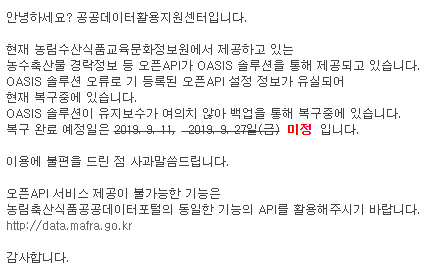 안녕하세요? 공공데이터활용지원센터입니다.
현재 농림수산식품교육문화정보원에서 제공하고 있는
농수축산물 경락정보 등 오픈API가 OASIS 솔루션을 통해 제공되고 있습니다.
OASIS 솔루션 오류로 기 등록된 오픈API 설정 정보가 유실되어
현재 복구중에 있습니다.
OASIS 솔루션이 유지보수가 여의치 않아 백업을 통해 복구중에 있습니다.
복구 완료 예정일은 2019. 9. 11, 2019. 9. 27일(금) 미정 입니다.
이용에 불편을 드린 점 사과말씀드립니다.
오픈API 서비스 제공이 불가능한 기능은
농림축산식품공공데이터포털의 동일한 기능의 API를 활용해주시기 바랍니다.
http://data.mafra.go.kr
감사합니다.